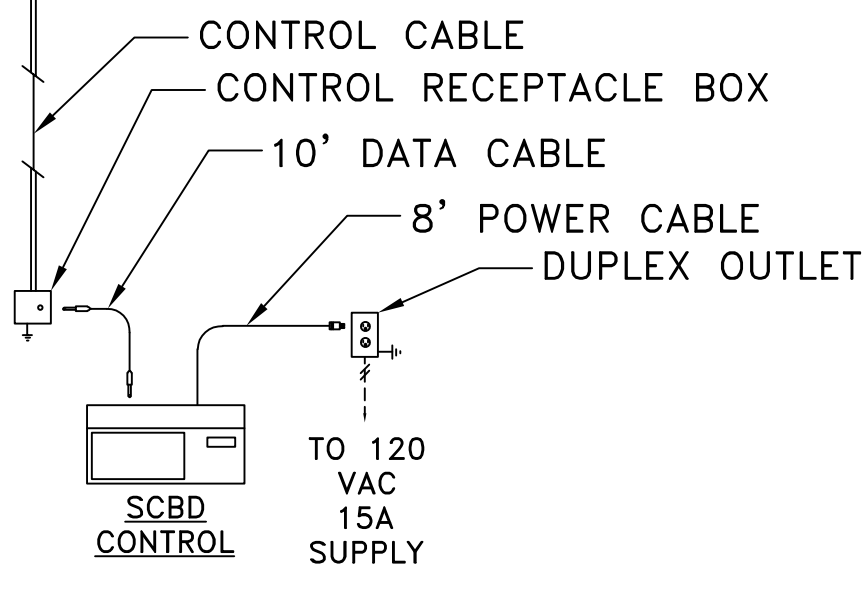 CONTROL CABLE
CONTROL RECEPTACLE BOX
10' DATA CABLE
8' POWER CABLE
DUPLEX OUTLET
TO 120
VAC
15A
SUPPLY
SCBD
CONTROL